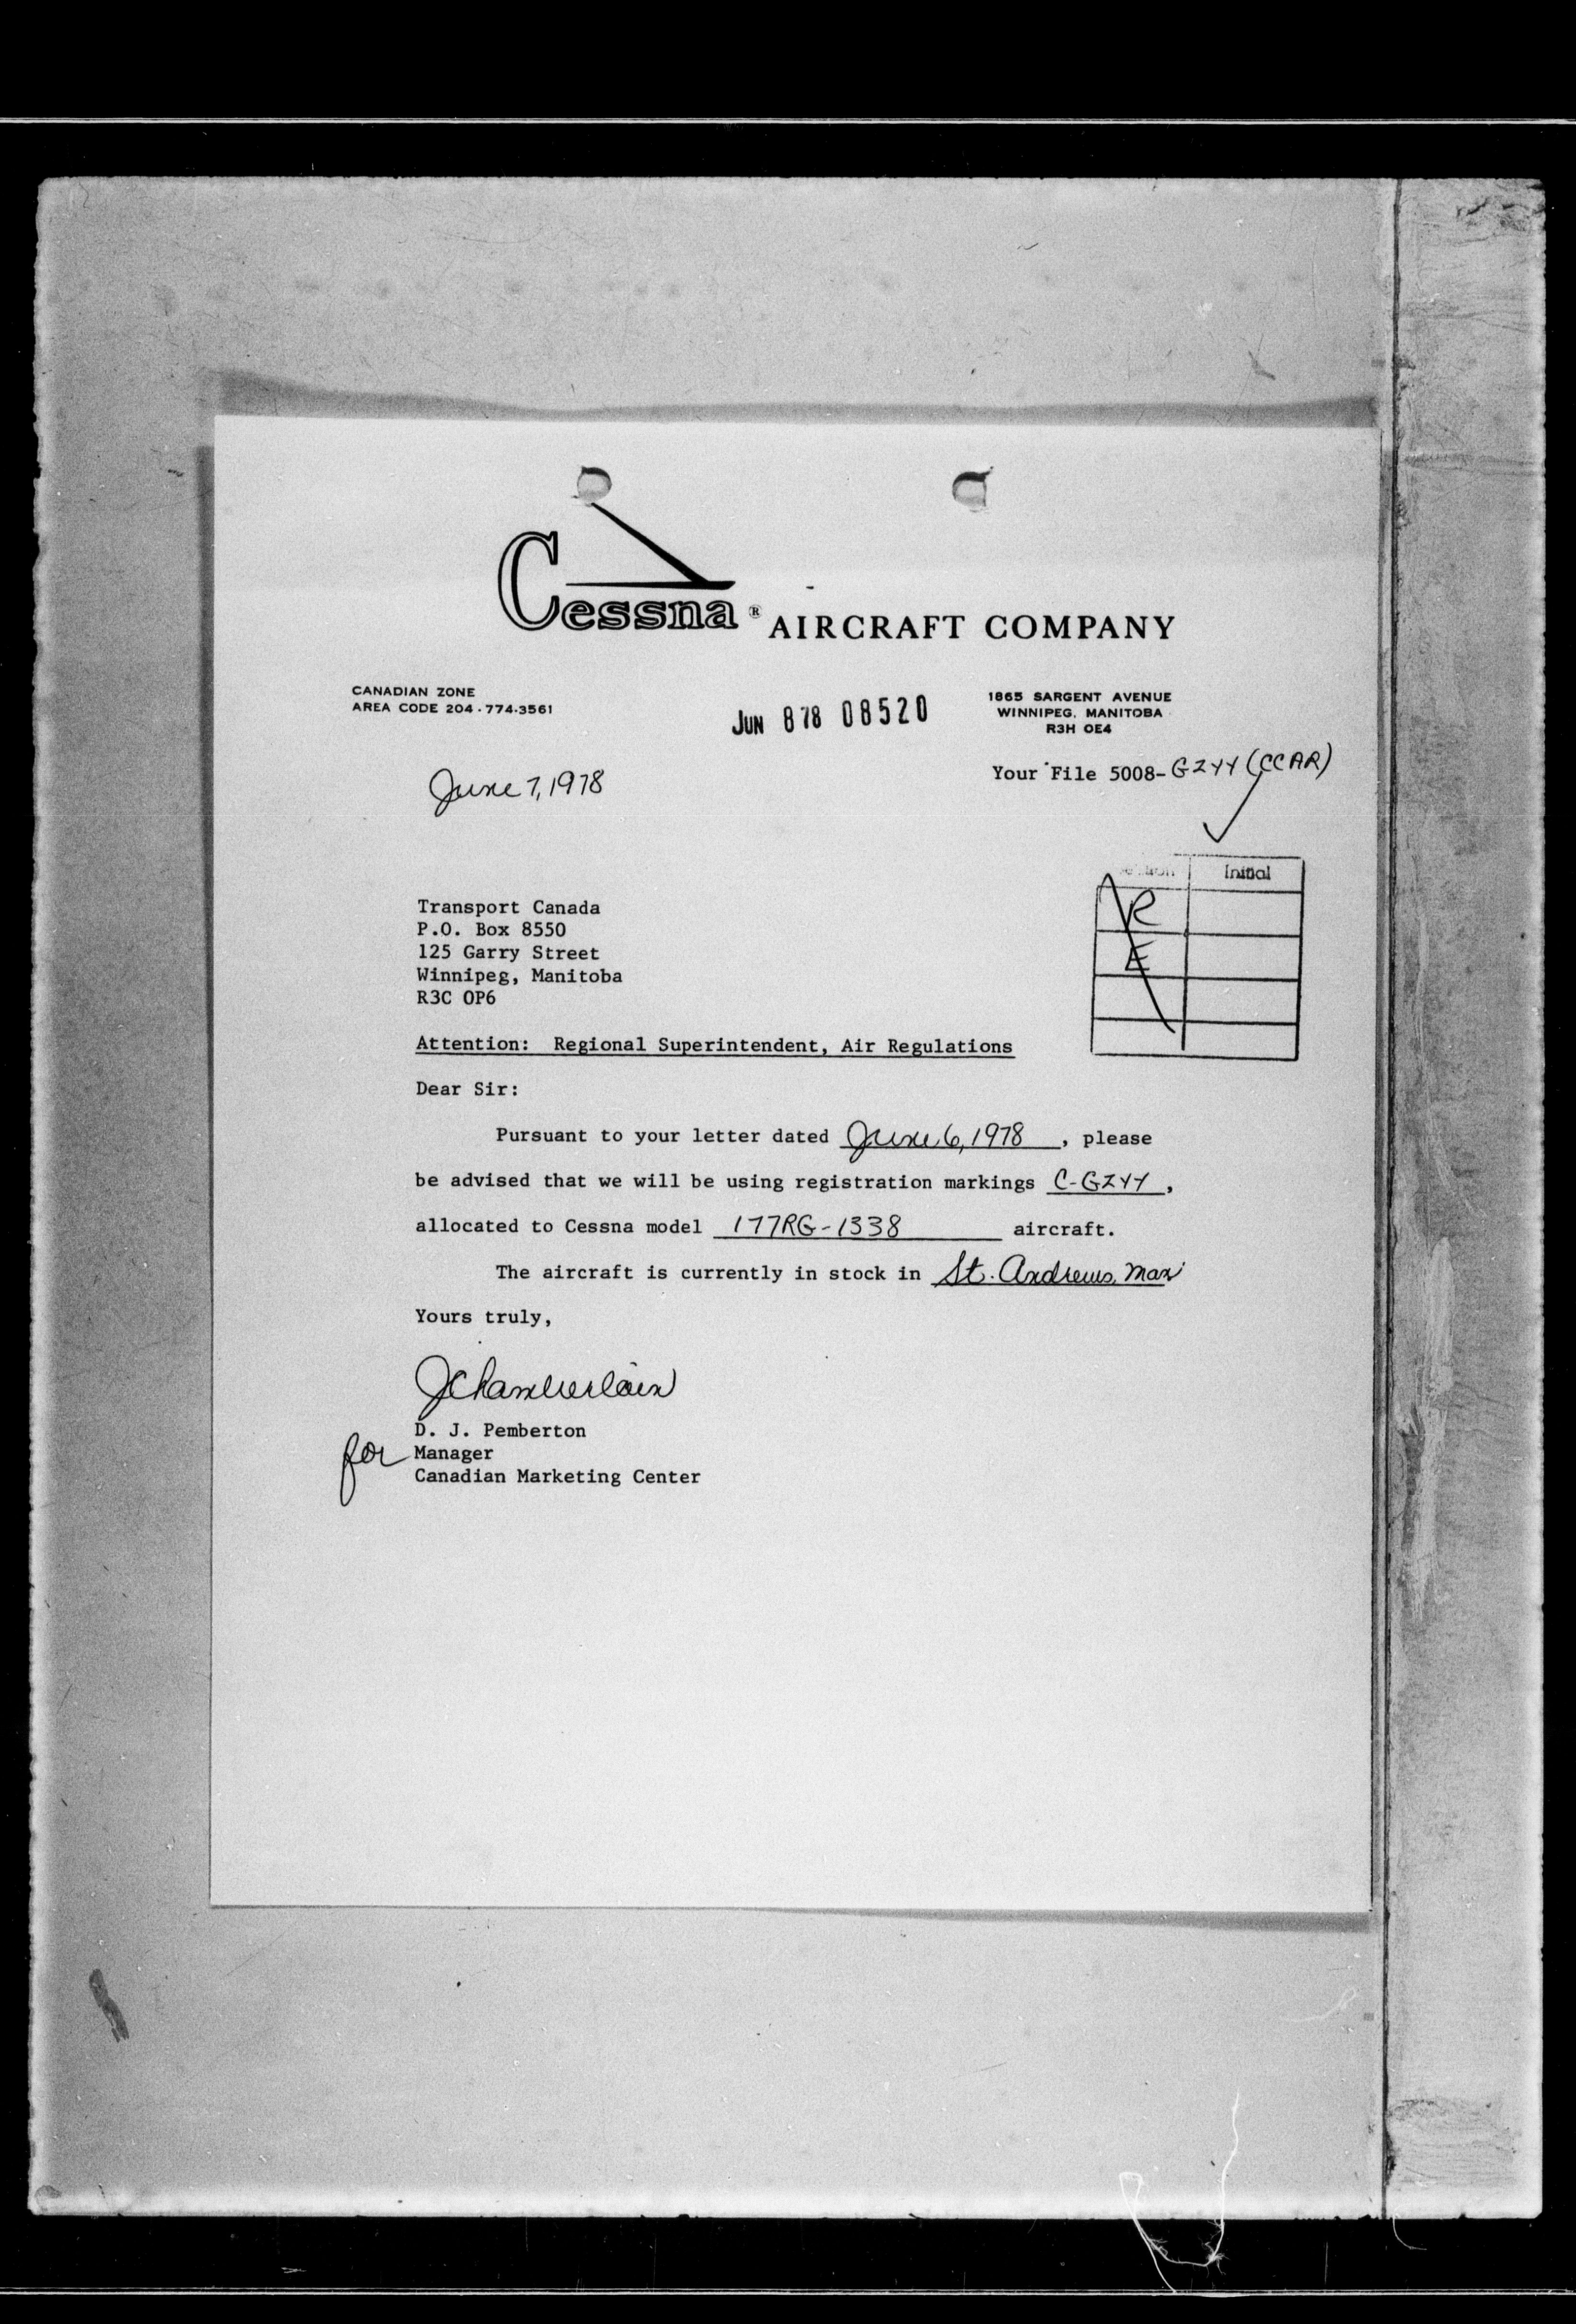 Cessna® AIRCRAFT COMPANY
CANADIAN ZONE
AREA CODE 204-774-3561
JUN 8 78 08520
1865 SARGENT AVENUE
WINNIPEG, MANITOBA
R3H 0E4
Your File 5008-GZYY (CCAR)
June 7, 1978
Initial
R
E
Transport Canada
P.O. Box 8550
125 Garry Street
Winnipeg, Manitoba
R3C 0P6
Attention: Regional Superintendent, Air Regulations
Dear Sir:
Pursuant to your letter dated June 6, 1978, please
be advised that we will be using registration markings C-GZYY,
allocated to Cessna model 177RG-1338 aircraft.
The aircraft is currently in stock in St. Andrews, Man
Yours truly,
JChamberlain
D. J. Pemberton
for Manager
Canadian Marketing Center